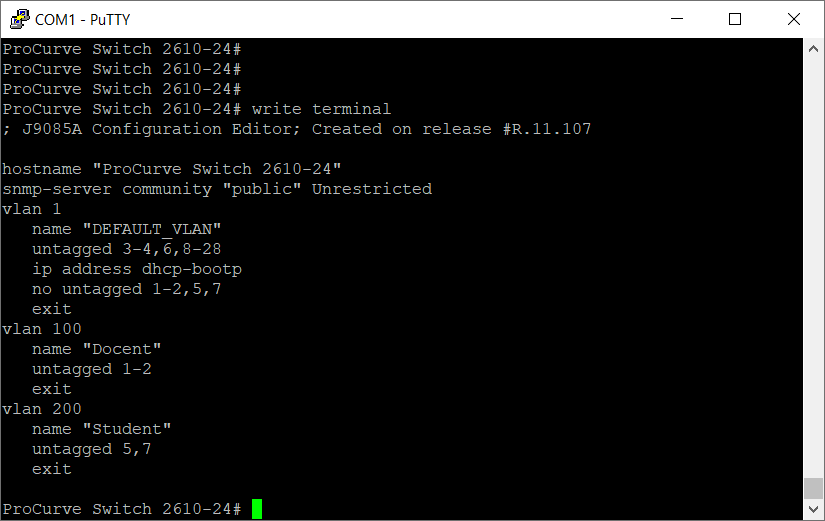 COM1 - PuTTY
ProCurve Switch 2610-24#
ProCurve Switch 2610-24#
ProCurve Switch 2610-24#
ProCurve Switch 2610-24# write terminal
; J9085A Configuration Editor; Created on release #R.11.107

hostname "ProCurve Switch 2610-24"
snmp-server community "public" Unrestricted
vlan 1
   name "DEFAULT_VLAN"
   untagged 3-4,6,8-28
   ip address dhcp-bootp
   no untagged 1-2,5,7
   exit
vlan 100
   name "Docent"
   untagged 1-2
   exit
vlan 200
   name "Student"
   untagged 5,7
   exit

ProCurve Switch 2610-24#